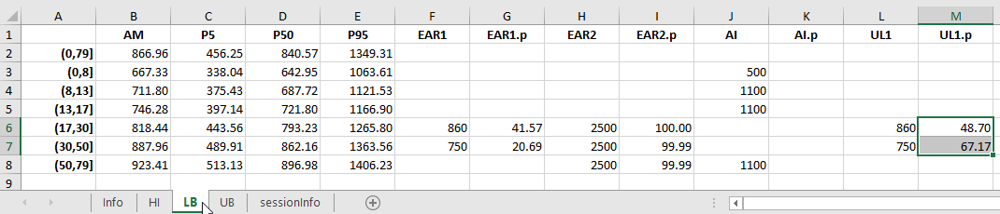 A B C D E F G H I J K L M
1 AM P5 P50 P95 EAR1 EAR1.p EAR2 EAR2.p AI AI.p UL1 UL1.p
2 (0,79] 866.96 456.25 840.57 1349.31
3 (0,8] 667.33 338.04 642.95 1063.61 500
4 (8,13] 711.80 375.43 687.72 1121.53 1100
5 (13,17] 746.28 397.14 721.80 1166.90 1100
6 (17,30] 818.44 443.56 793.23 1265.80 860 41.57 2500 100.00 860 48.70
7 (30,50] 887.96 489.91 862.16 1363.56 750 20.69 2500 99.99 750 67.17
8 (50,79] 923.41 513.13 896.98 1406.23 2500 99.99 1100
9
Info HI LB UB sessionInfo